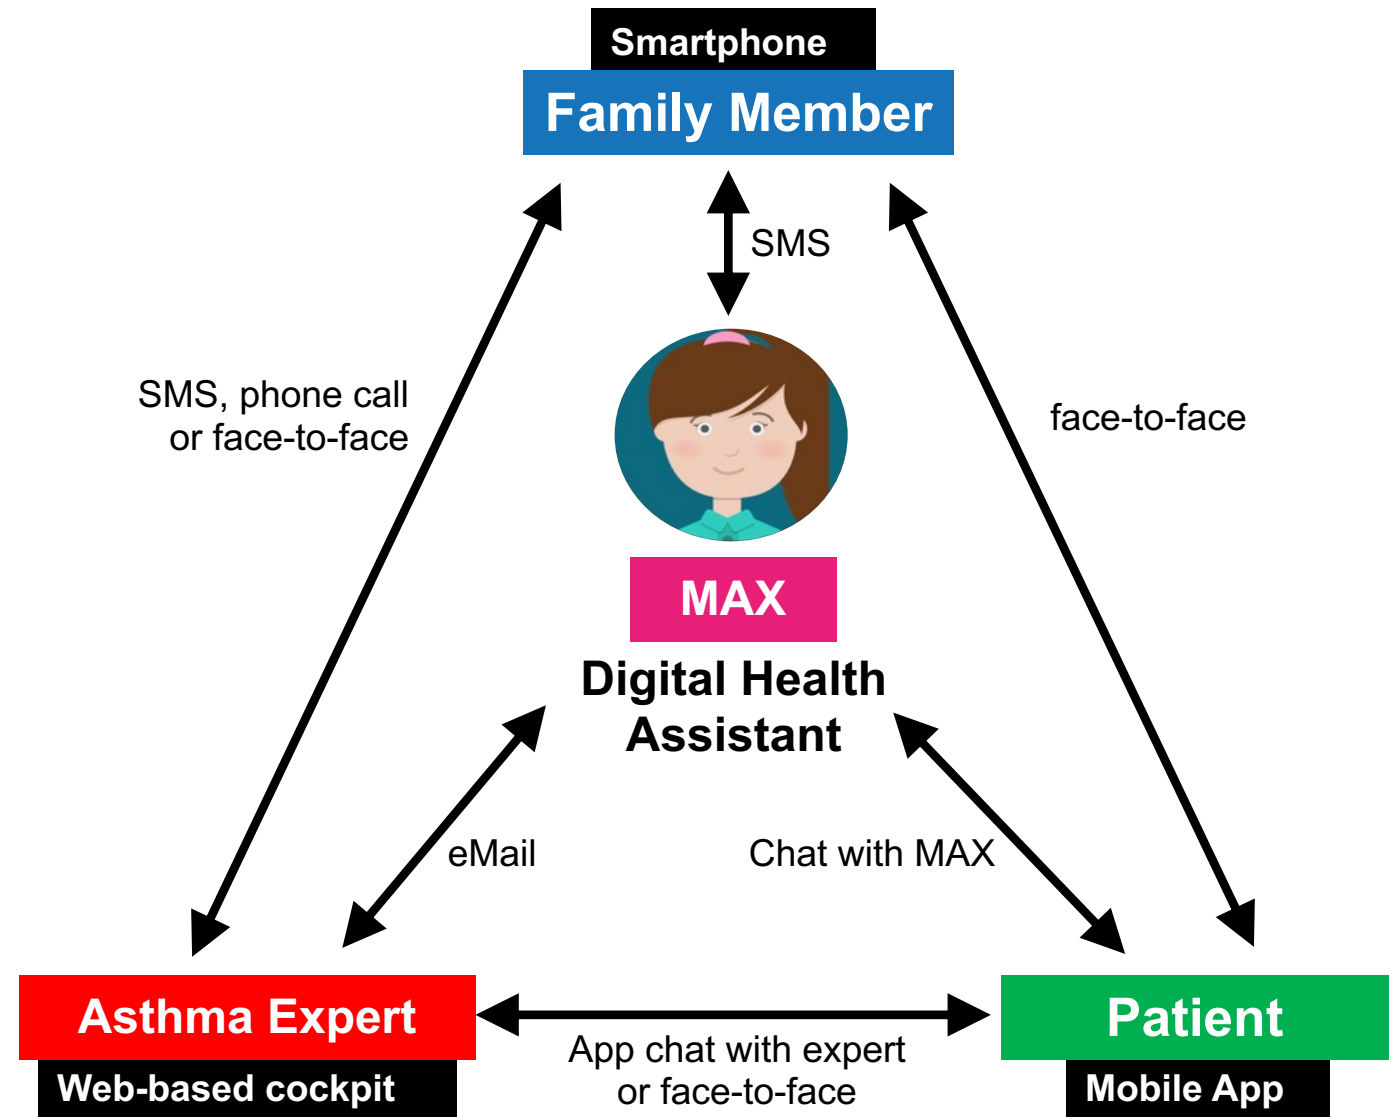 Smartphone
Family Member
SMS
SMS, phone call
or face-to-face
face-to-face
MAX
Digital Health
Assistant
eMail
Chat with MAX
Asthma Expert
Web-based cockpit
App chat with expert
or face-to-face
Patient
Mobile App